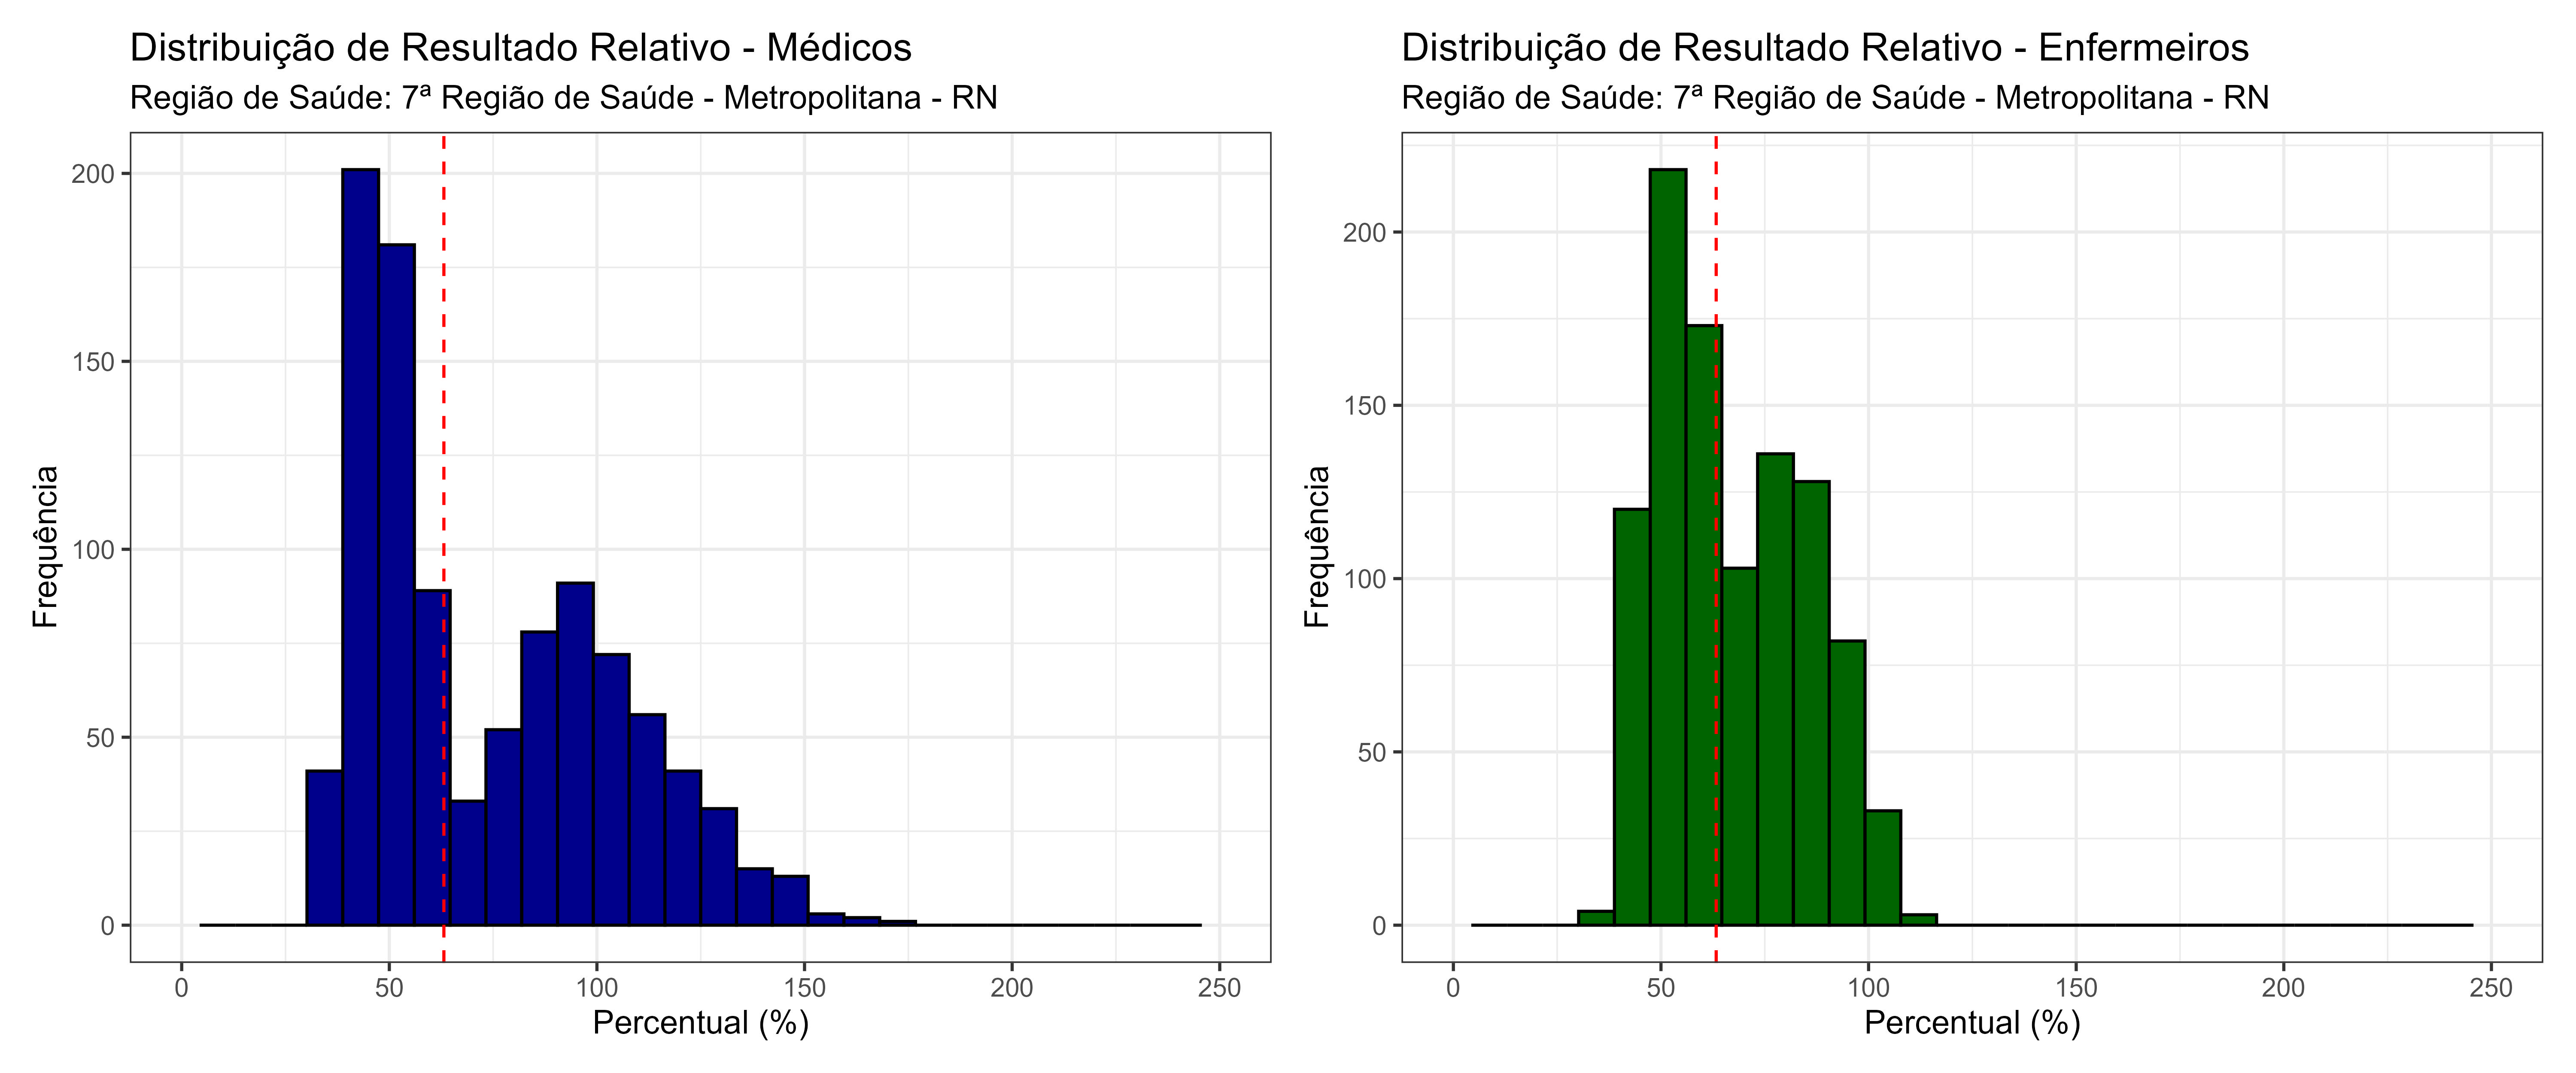 Distribuição de Resultado Relativo - Médicos
Região de Saúde: 7ª Região de Saúde - Metropolitana - RN
Frequência
200
150
100
50
0
0 50 100 150 200 250
Percentual (%)
Distribuição de Resultado Relativo - Enfermeiros
Região de Saúde: 7ª Região de Saúde - Metropolitana - RN
Frequência
200
150
100
50
0
0 50 100 150 200 250
Percentual (%)